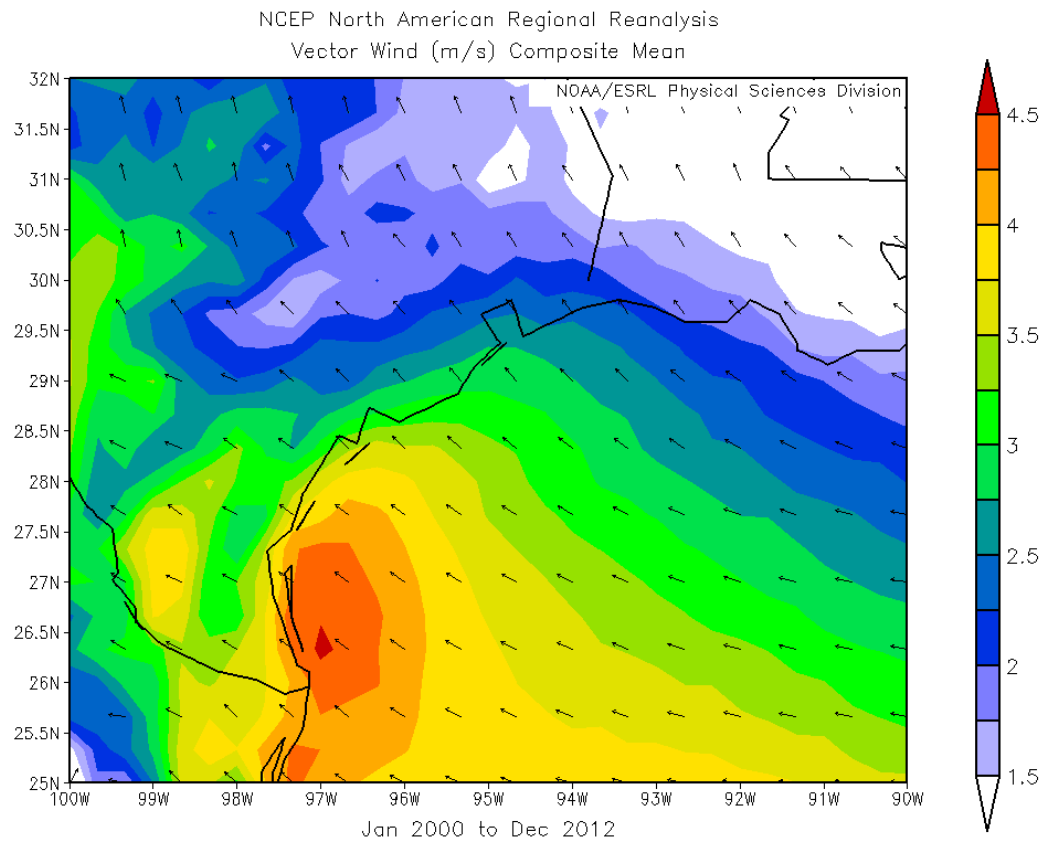 NCEP North American Regional Reanalysis
Vector Wind (m/s) Composite Mean
NOAA/ESRL Physical Sciences Division
32N
31.5N
31N
30.5N
30N
29.5N
29N
28.5N
28N
27.5N
27N
26.5N
26N
25.5N
25N
100W 99W 98W 97W 96W 95W 94W 93W 92W 91W 90W
Jan 2000 to Dec 2012
4.5
4
3.5
3
2.5
2
1.5